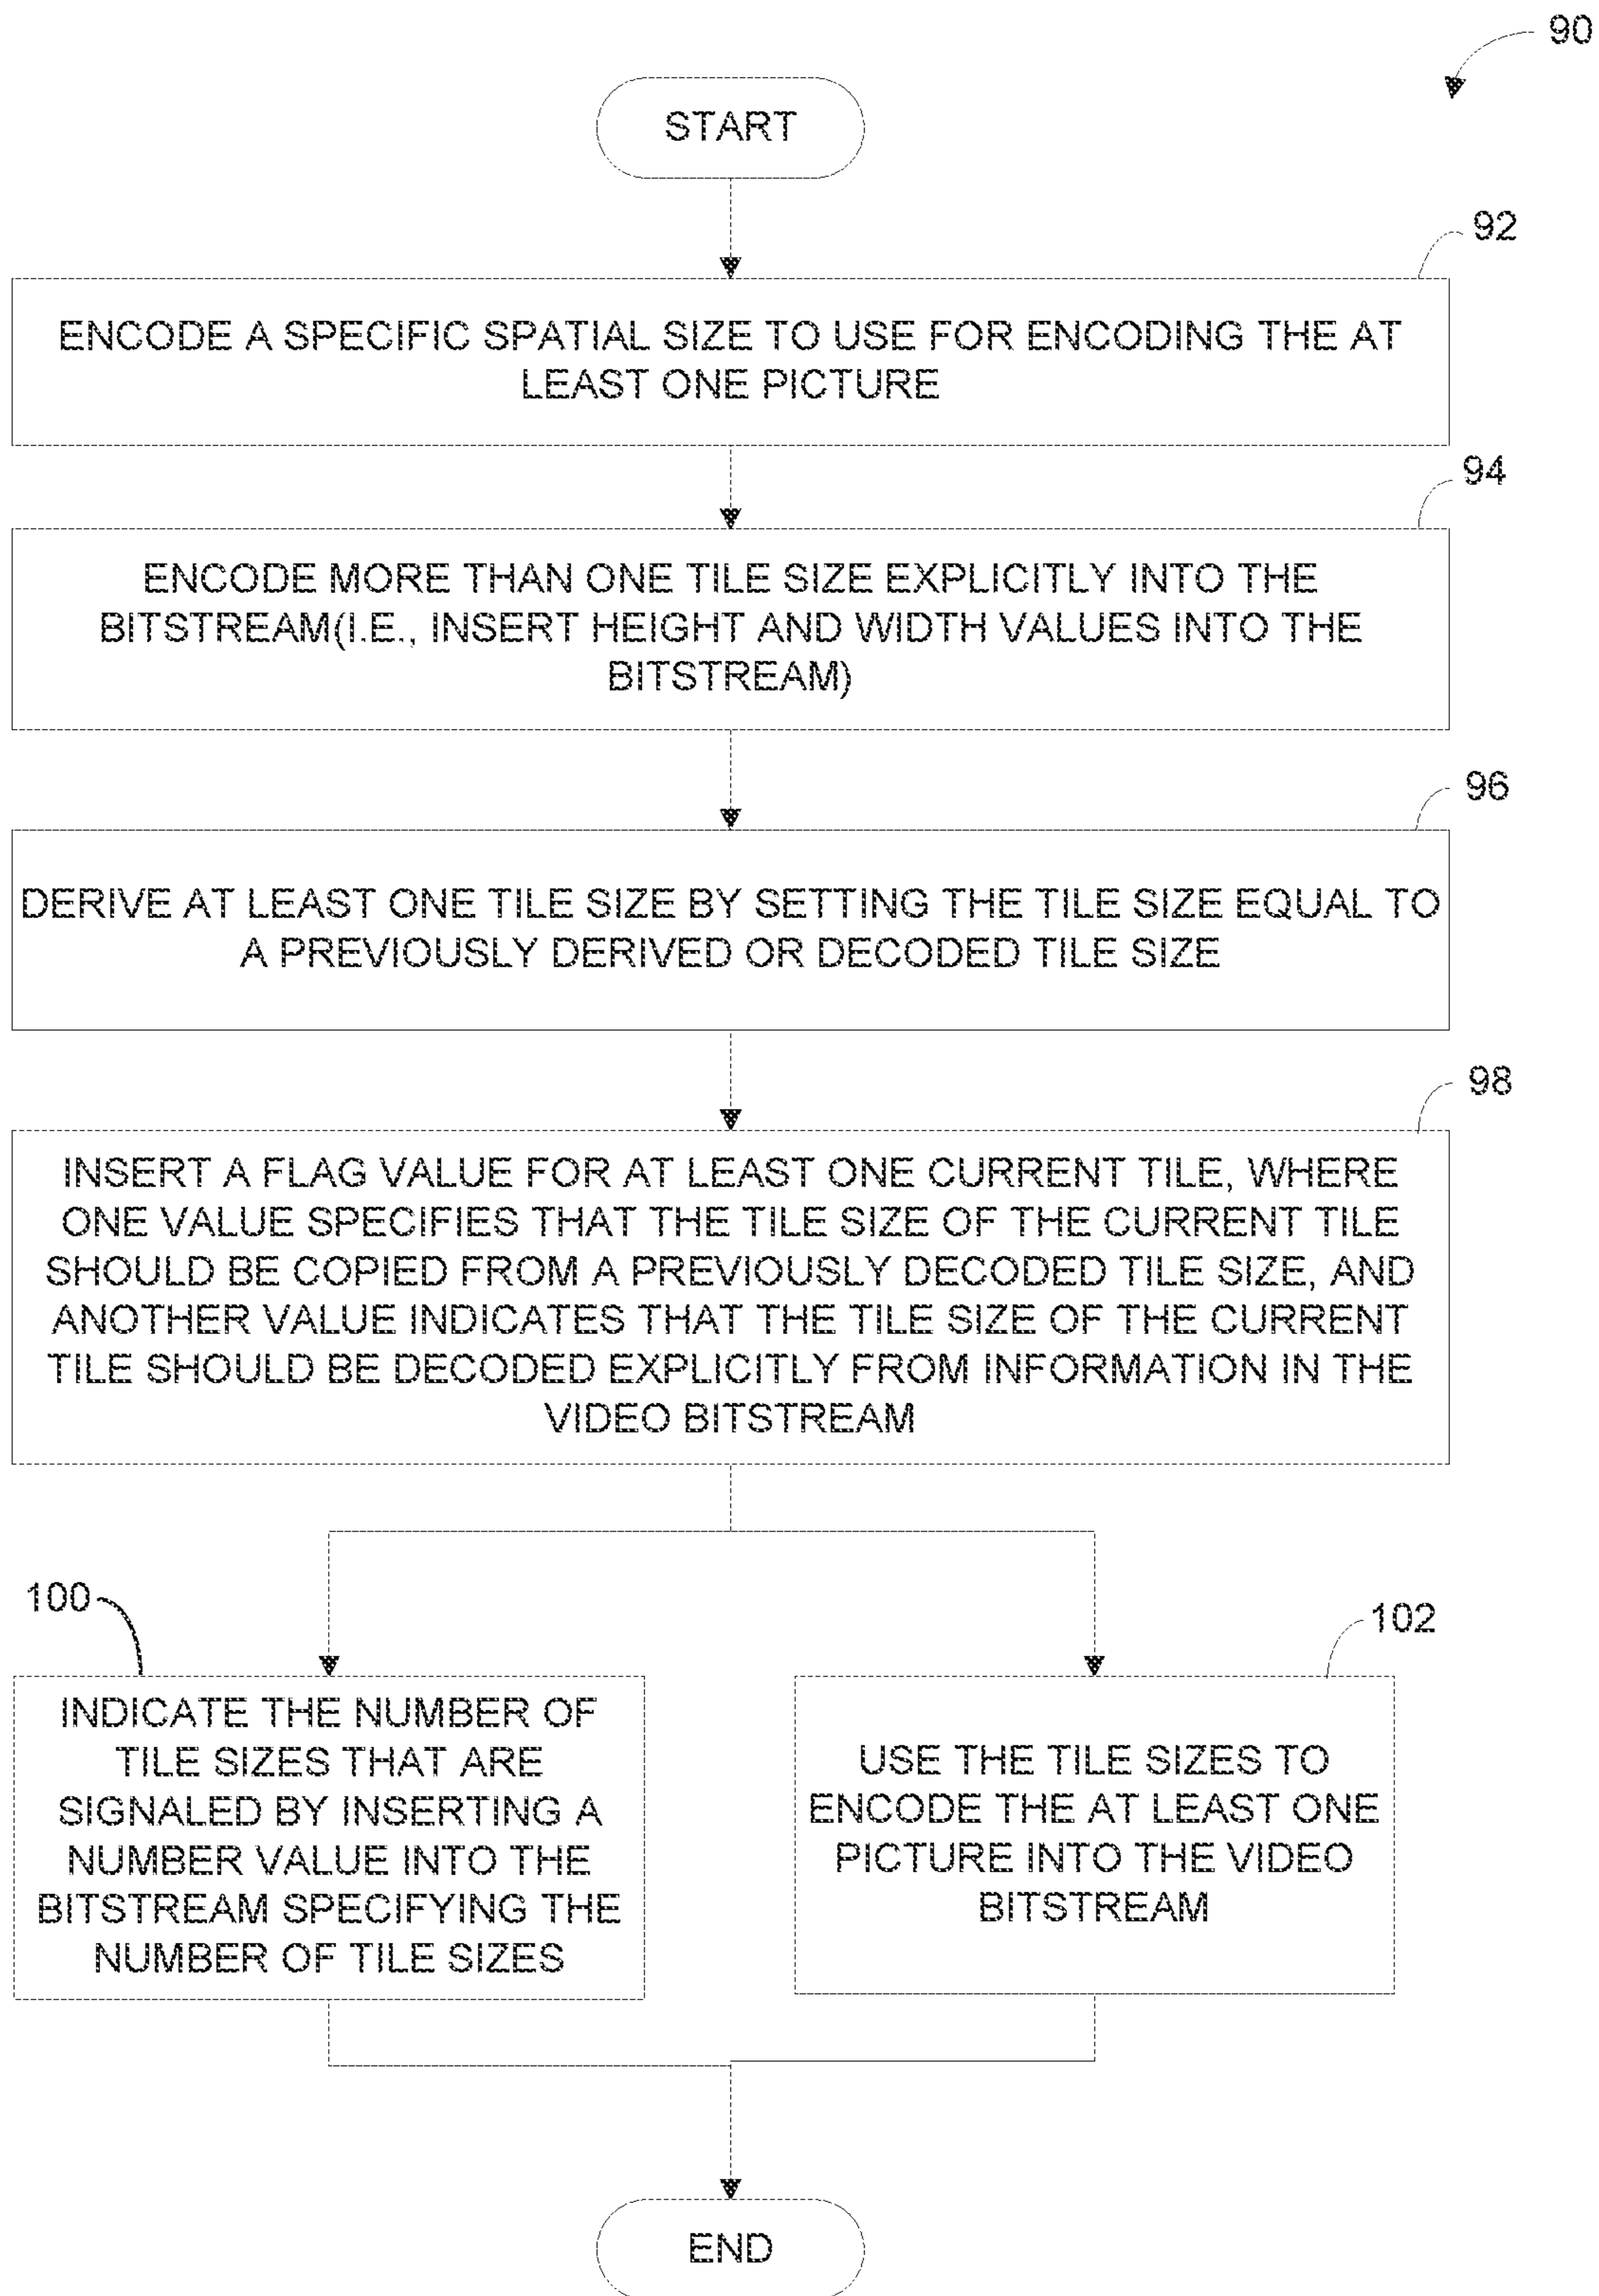 90
START
92
ENCODE A SPECIFIC SPATIAL SIZE TO USE FOR ENCODING THE AT
LEAST ONE PICTURE
94
ENCODE MORE THAN ONE TILE SIZE EXPLICITLY INTO THE
BITSTREAM(I.E., INSERT HEIGHT AND WIDTH VALUES INTO THE
BITSTREAM)
96
DERIVE AT LEAST ONE TILE SIZE BY SETTING THE TILE SIZE EQUAL TO
A PREVIOUSLY DERIVED OR DECODED TILE SIZE
98
INSERT A FLAG VALUE FOR AT LEAST ONE CURRENT TILE, WHERE
ONE VALUE SPECIFIES THAT THE TILE SIZE OF THE CURRENT TILE
SHOULD BE COPIED FROM A PREVIOUSLY DECODED TILE SIZE, AND
ANOTHER VALUE INDICATES THAT THE TILE SIZE OF THE CURRENT
TILE SHOULD BE DECODED EXPLICITLY FROM INFORMATION IN THE
VIDEO BITSTREAM
100
INDICATE THE NUMBER OF
TILE SIZES THAT ARE
SIGNALED BY INSERTING A
NUMBER VALUE INTO THE
BITSTREAM SPECIFYING THE
NUMBER OF TILE SIZES
102
USE THE TILE SIZES TO
ENCODE THE AT LEAST ONE
PICTURE INTO THE VIDEO
BITSTREAM
END